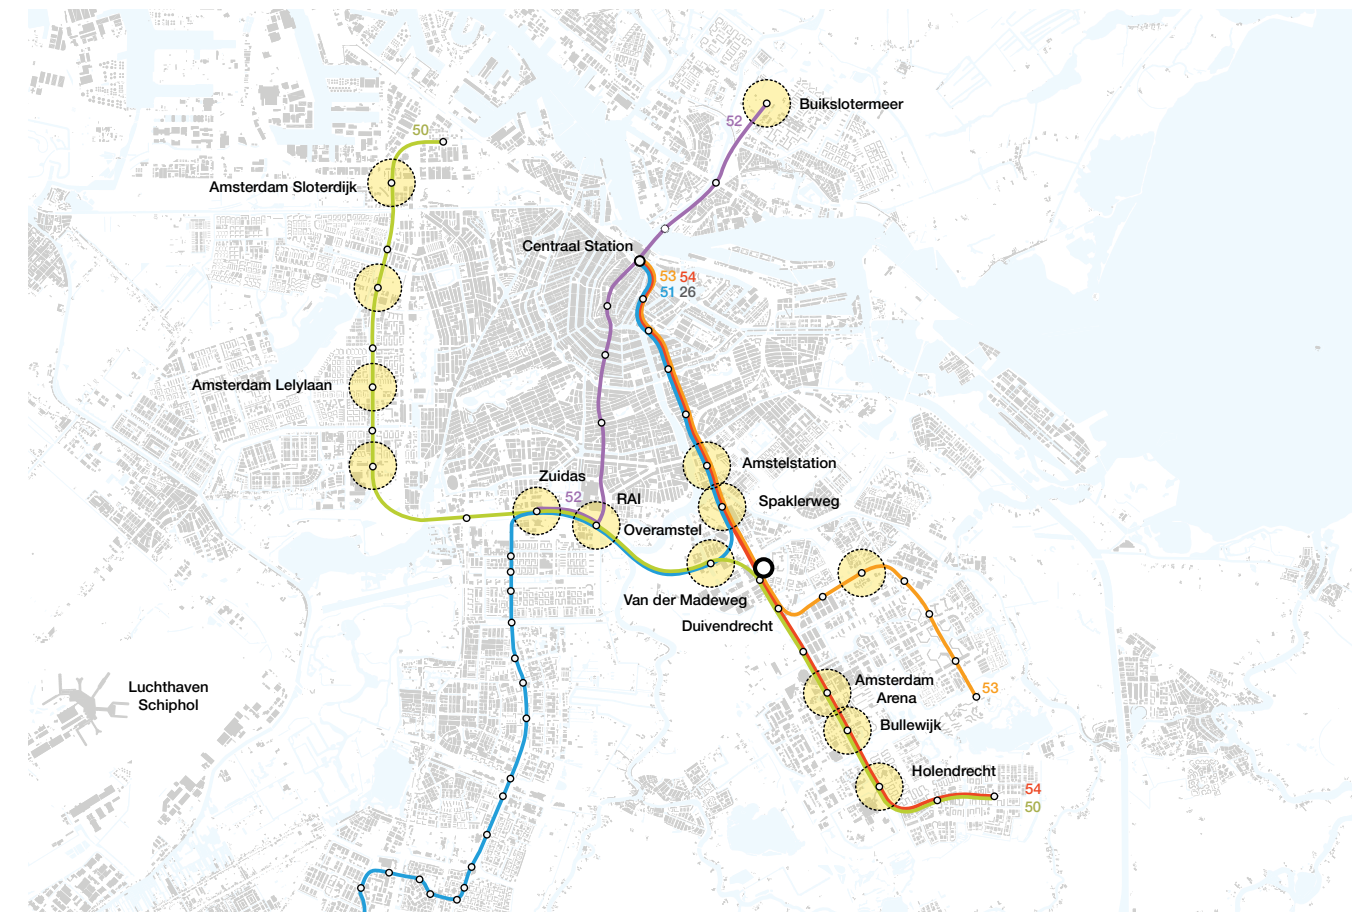 Buikslotermeer
52
50
Amsterdam Sloterdijk
Centraal Station
53 54
51 26
Amsterdam Lelylaan
Amstelstation
Zuidas
52
RAI
Spaklerweg
Overamstel
Van der Madeweg
Duivendrecht
Amsterdam
Arena
Luchthaven
Schiphol
53
Bullewijk
Holendrecht
54
50